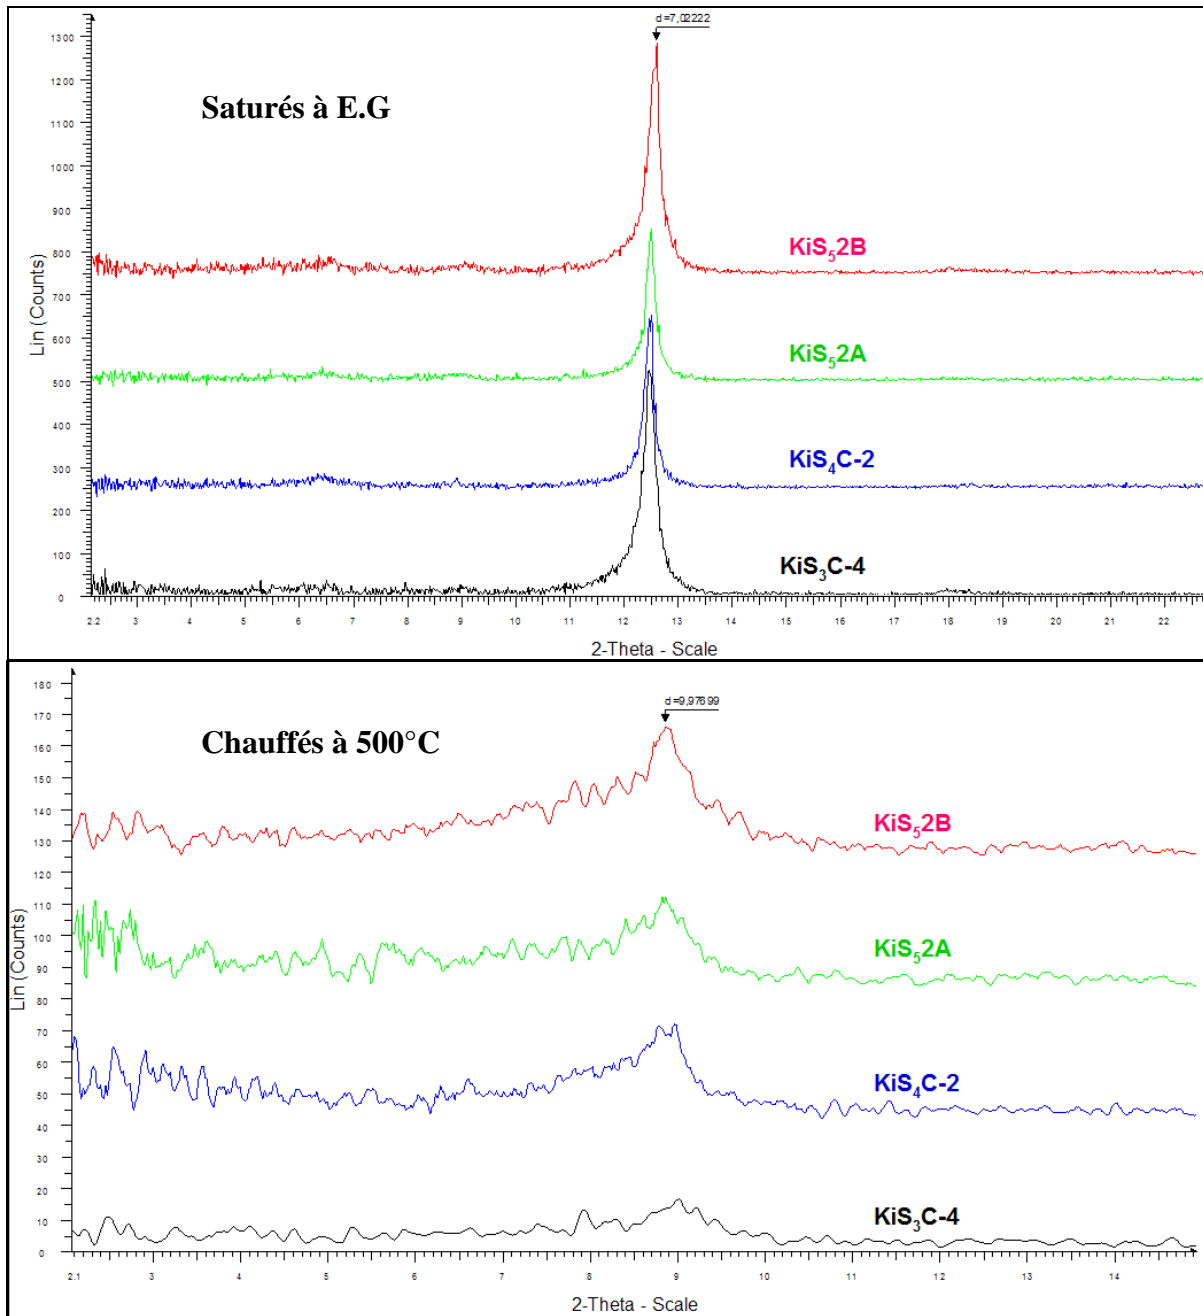 d=7,02222
Saturés à E.G
Lin (Counts)
1300
1200
1100
1000
900
800
700
600
500
400
300
200
100
0
KiS₅2B
KiS₅2A
KiS₄C-2
KiS₃C-4
2.2 3 4 5 6 7 8 9 10 11 12 13 14 15 16 17 18 19 20 21 22
2-Theta - Scale
d=9,97699
Chauffés à 500°C
Lin (Counts)
180
170
160
150
140
130
120
110
100
90
80
70
60
50
40
30
20
10
0
KiS₅2B
KiS₅2A
KiS₄C-2
KiS₃C-4
2.1 3 4 5 6 7 8 9 10 11 12 13 14
2-Theta - Scale